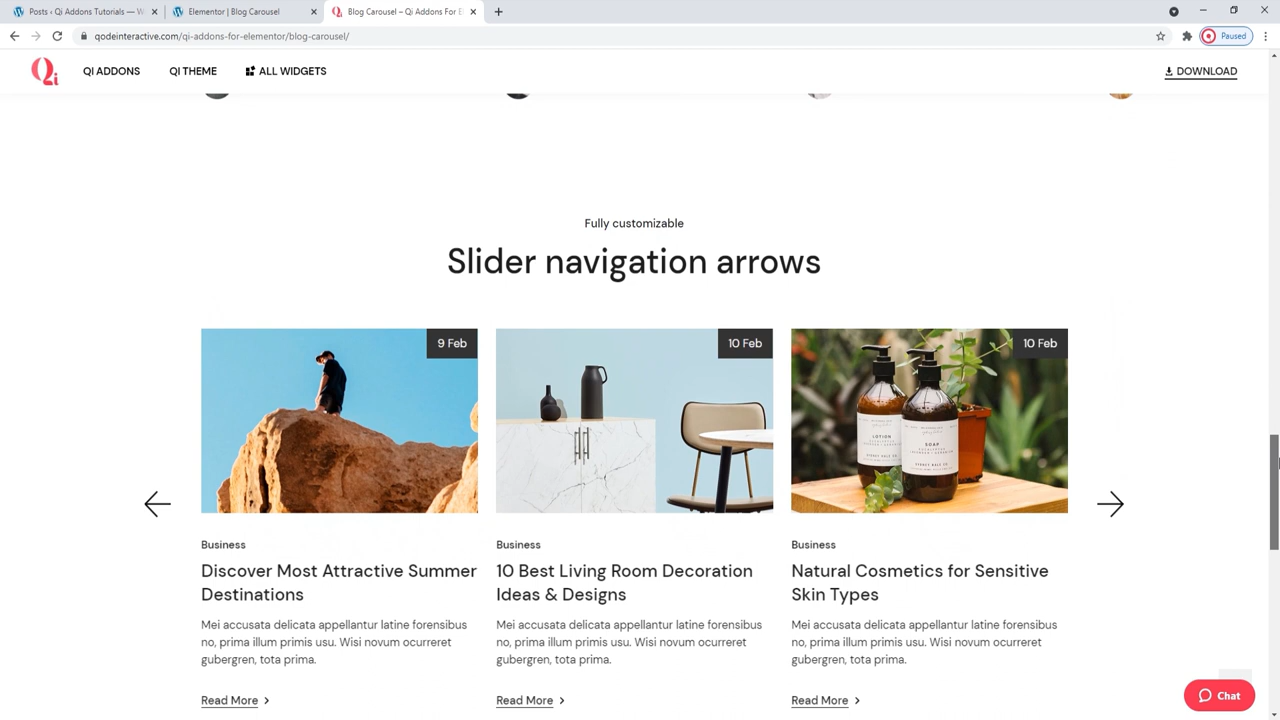 Posts ‹ Qi Addons Tutorials — W
Elementor | Blog Carousel
Blog Carousel – Qi Addons For El
qodeinteractive.com/qi-addons-for-elementor/blog-carousel/
Paused
Qi
QI ADDONS
QI THEME
ALL WIDGETS
DOWNLOAD
Fully customizable
Slider navigation arrows
9 Feb
10 Feb
10 Feb
LOTION
SOAP
Business
Discover Most Attractive Summer
Destinations
Mei accusata delicata appellantur latine forensibus
no, prima illum primis usu. Wisi novum ocurreret
gubergren, tota prima.
Read More
Business
10 Best Living Room Decoration
Ideas & Designs
Mei accusata delicata appellantur latine forensibus
no, prima illum primis usu. Wisi novum ocurreret
gubergren, tota prima.
Read More
Business
Natural Cosmetics for Sensitive
Skin Types
Mei accusata delicata appellantur latine forensibus
no, prima illum primis usu. Wisi novum ocurreret
gubergren, tota prima.
Read More
Chat